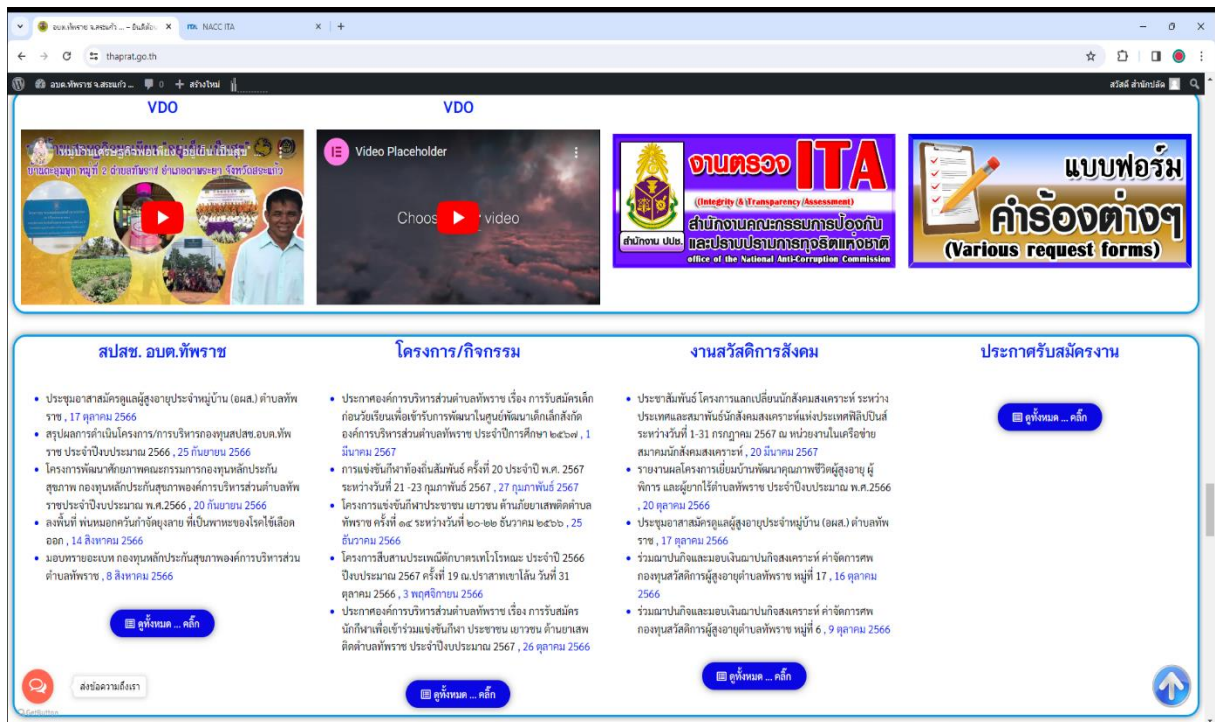 อบต.ทัพราช จ.สระแก้ว ... – ยินดีต้อน
NACC ITA
thaprat.go.th
อบต.ทัพราช จ.สระแก้ว ...
0
สร้างใหม่
สวัสดี สำนักปลัด
VDO
VDO
หมู่บ้านเศรษฐกิจพอเพียง "อยู่เย็น เป็นสุข"
บ้านตะลุมพุก หมู่ที่ 2 ตำบลทัพราช อำเภอตาพระยา จังหวัดสระแก้ว
Video Placeholder
Choos
video
งานตรวจ ITA
(Integrity & Transparency Assessment)
สำนักงานคณะกรรมการป้องกัน
และปราบปรามการทุจริตแห่งชาติ
office of the National Anti-Corruption Commission
สำนักงาน ปปช.
แบบฟอร์ม
คำร้องต่างๆ
(Various request forms)
สปสช. อบต.ทัพราช
ประชุมอาสาสมัครดูแลผู้สูงอายุประจำหมู่บ้าน (อผส.) ตำบลทัพ
ราช , 17 ตุลาคม 2566
สรุปผลการดำเนินโครงการ/การบริหารกองทุนสปสช.อบต.ทัพ
ราช ประจำปีงบประมาณ 2566 , 25 กันยายน 2566
โครงการพัฒนาศักยภาพคณะกรรมการกองทุนหลักประกัน
สุขภาพ กองทุนหลักประกันสุขภาพองค์การบริหารส่วนตำบลทัพ
ราชประจำปีงบประมาณ พ.ศ.2566 , 20 กันยายน 2566
ลงพื้นที่ พ่นหมอกควันกำจัดยุงลาย ที่เป็นพาหะของโรคไข้เลือด
ออก , 14 สิงหาคม 2566
มอบทรายอะเบท กองทุนหลักประกันสุขภาพองค์การบริหารส่วน
ตำบลทัพราช , 8 สิงหาคม 2566
ดูทั้งหมด ... คลิ๊ก
โครงการ/กิจกรรม
ประกาศองค์การบริหารส่วนตำบลทัพราช เรื่อง การรับสมัครเด็ก
ก่อนวัยเรียนเพื่อเข้ารับการพัฒนาในศูนย์พัฒนาเด็กเล็กสังกัด
องค์การบริหารส่วนตำบลทัพราช ประจำปีการศึกษา ๒๕๖๗ , 1
มีนาคม 2567
การแข่งขันกีฬาท้องถิ่นสัมพันธ์ ครั้งที่ 20 ประจำปี พ.ศ. 2567
ระหว่างวันที่ 21 -23 กุมภาพันธ์ 2567 , 27 กุมภาพันธ์ 2567
โครงการแข่งขันกีฬาประชาชน เยาวชน ต้านภัยยาเสพติดตำบล
ทัพราช ครั้งที่ ๑๙ ระหว่างวันที่ ๒๐-๒๒ ธันวาคม ๒๕๖๖ , 25
ธันวาคม 2566
โครงการสืบสานประเพณีตักบาตรเทโวโรหณะ ประจำปี 2566
ปีงบประมาณ 2567 ครั้งที่ 19 ณ.ปราสาทเขาโล้น วันที่ 31
ตุลาคม 2566 , 3 พฤศจิกายน 2566
ประกาศองค์การบริหารส่วนตำบลทัพราช เรื่อง การรับสมัคร
นักกีฬาเพื่อเข้าร่วมแข่งขันกีฬา ประชาชน เยาวชน ต้านยาเสพ
ติดตำบลทัพราช ประจำปีงบประมาณ 2567 , 26 ตุลาคม 2566
ดูทั้งหมด ... คลิ๊ก
งานสวัสดิการสังคม
ประชาสัมพันธ์ โครงการแลกเปลี่ยนนักสังคมสงเคราะห์ ระหว่าง
ประเทศและสมาพันธ์นักสังคมสงเคราะห์แห่งประเทศฟิลิปปินส์
ระหว่างวันที่ 1-31 กรกฎาคม 2567 ณ หน่วยงานในเครือข่าย
สมาคมนักสังคมสงเคราะห์ , 20 มีนาคม 2567
รายงานผลโครงการเยี่ยมบ้านพัฒนาคุณภาพชีวิตผู้สูงอายุ ผู้
พิการ และผู้ยากไร้ตำบลทัพราช ประจำปีงบประมาณ พ.ศ.2566
, 20 ตุลาคม 2566
ประชุมอาสาสมัครดูแลผู้สูงอายุประจำหมู่บ้าน (อผส.) ตำบลทัพ
ราช , 17 ตุลาคม 2566
ร่วมฌาปนกิจและมอบเงินฌาปนกิจสงเคราะห์ ค่าจัดการศพ
กองทุนสวัสดิการผู้สูงอายุตำบลทัพราช หมู่ที่ 17 , 16 ตุลาคม
2566
ร่วมฌาปนกิจและมอบเงินฌาปนกิจสงเคราะห์ ค่าจัดการศพ
กองทุนสวัสดิการผู้สูงอายุตำบลทัพราช หมู่ที่ 6 , 9 ตุลาคม 2566
ดูทั้งหมด ... คลิ๊ก
ประกาศรับสมัครงาน
ดูทั้งหมด ... คลิ๊ก
ส่งข้อความถึงเรา
GetButton